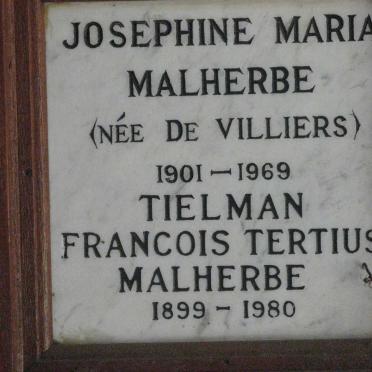 JOSEPHINE MARIA
MALHERBE
(NÉE DE VILLIERS)
1901 – 1969
TIELMAN
FRANCOIS TERTIUS
MALHERBE
1899 – 1980